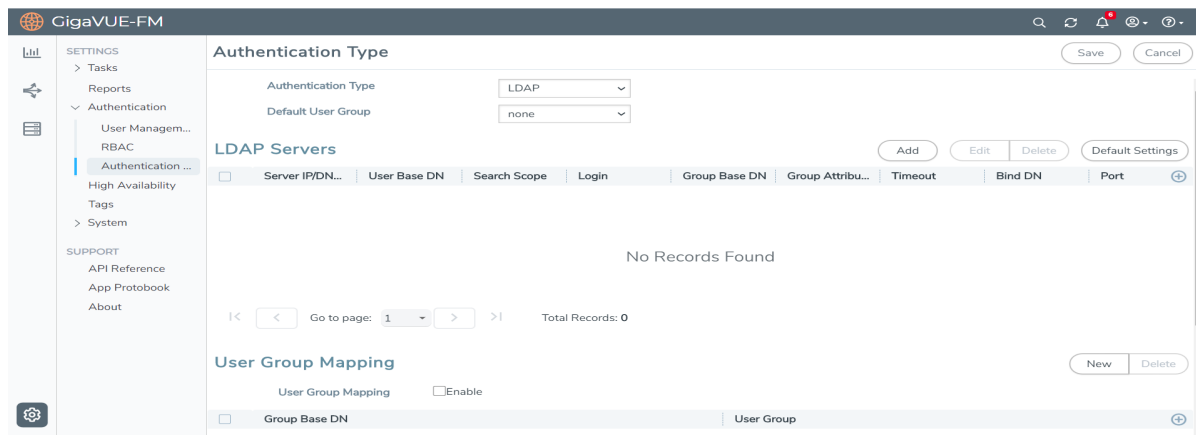 GigaVUE-FM
6
SETTINGS
Tasks
Reports
Authentication
User Managem...
RBAC
Authentication ...
High Availability
Tags
System
SUPPORT
API Reference
App Protobook
About
Authentication Type
Save
Cancel
Authentication Type
LDAP
Default User Group
none
LDAP Servers
Add
Edit
Delete
Default Settings
Server IP/DN... User Base DN Search Scope Login Group Base DN Group Attribu... Timeout Bind DN Port
No Records Found
Go to page: 1
Total Records: 0
User Group Mapping
New
Delete
User Group Mapping
Enable
Group Base DN User Group